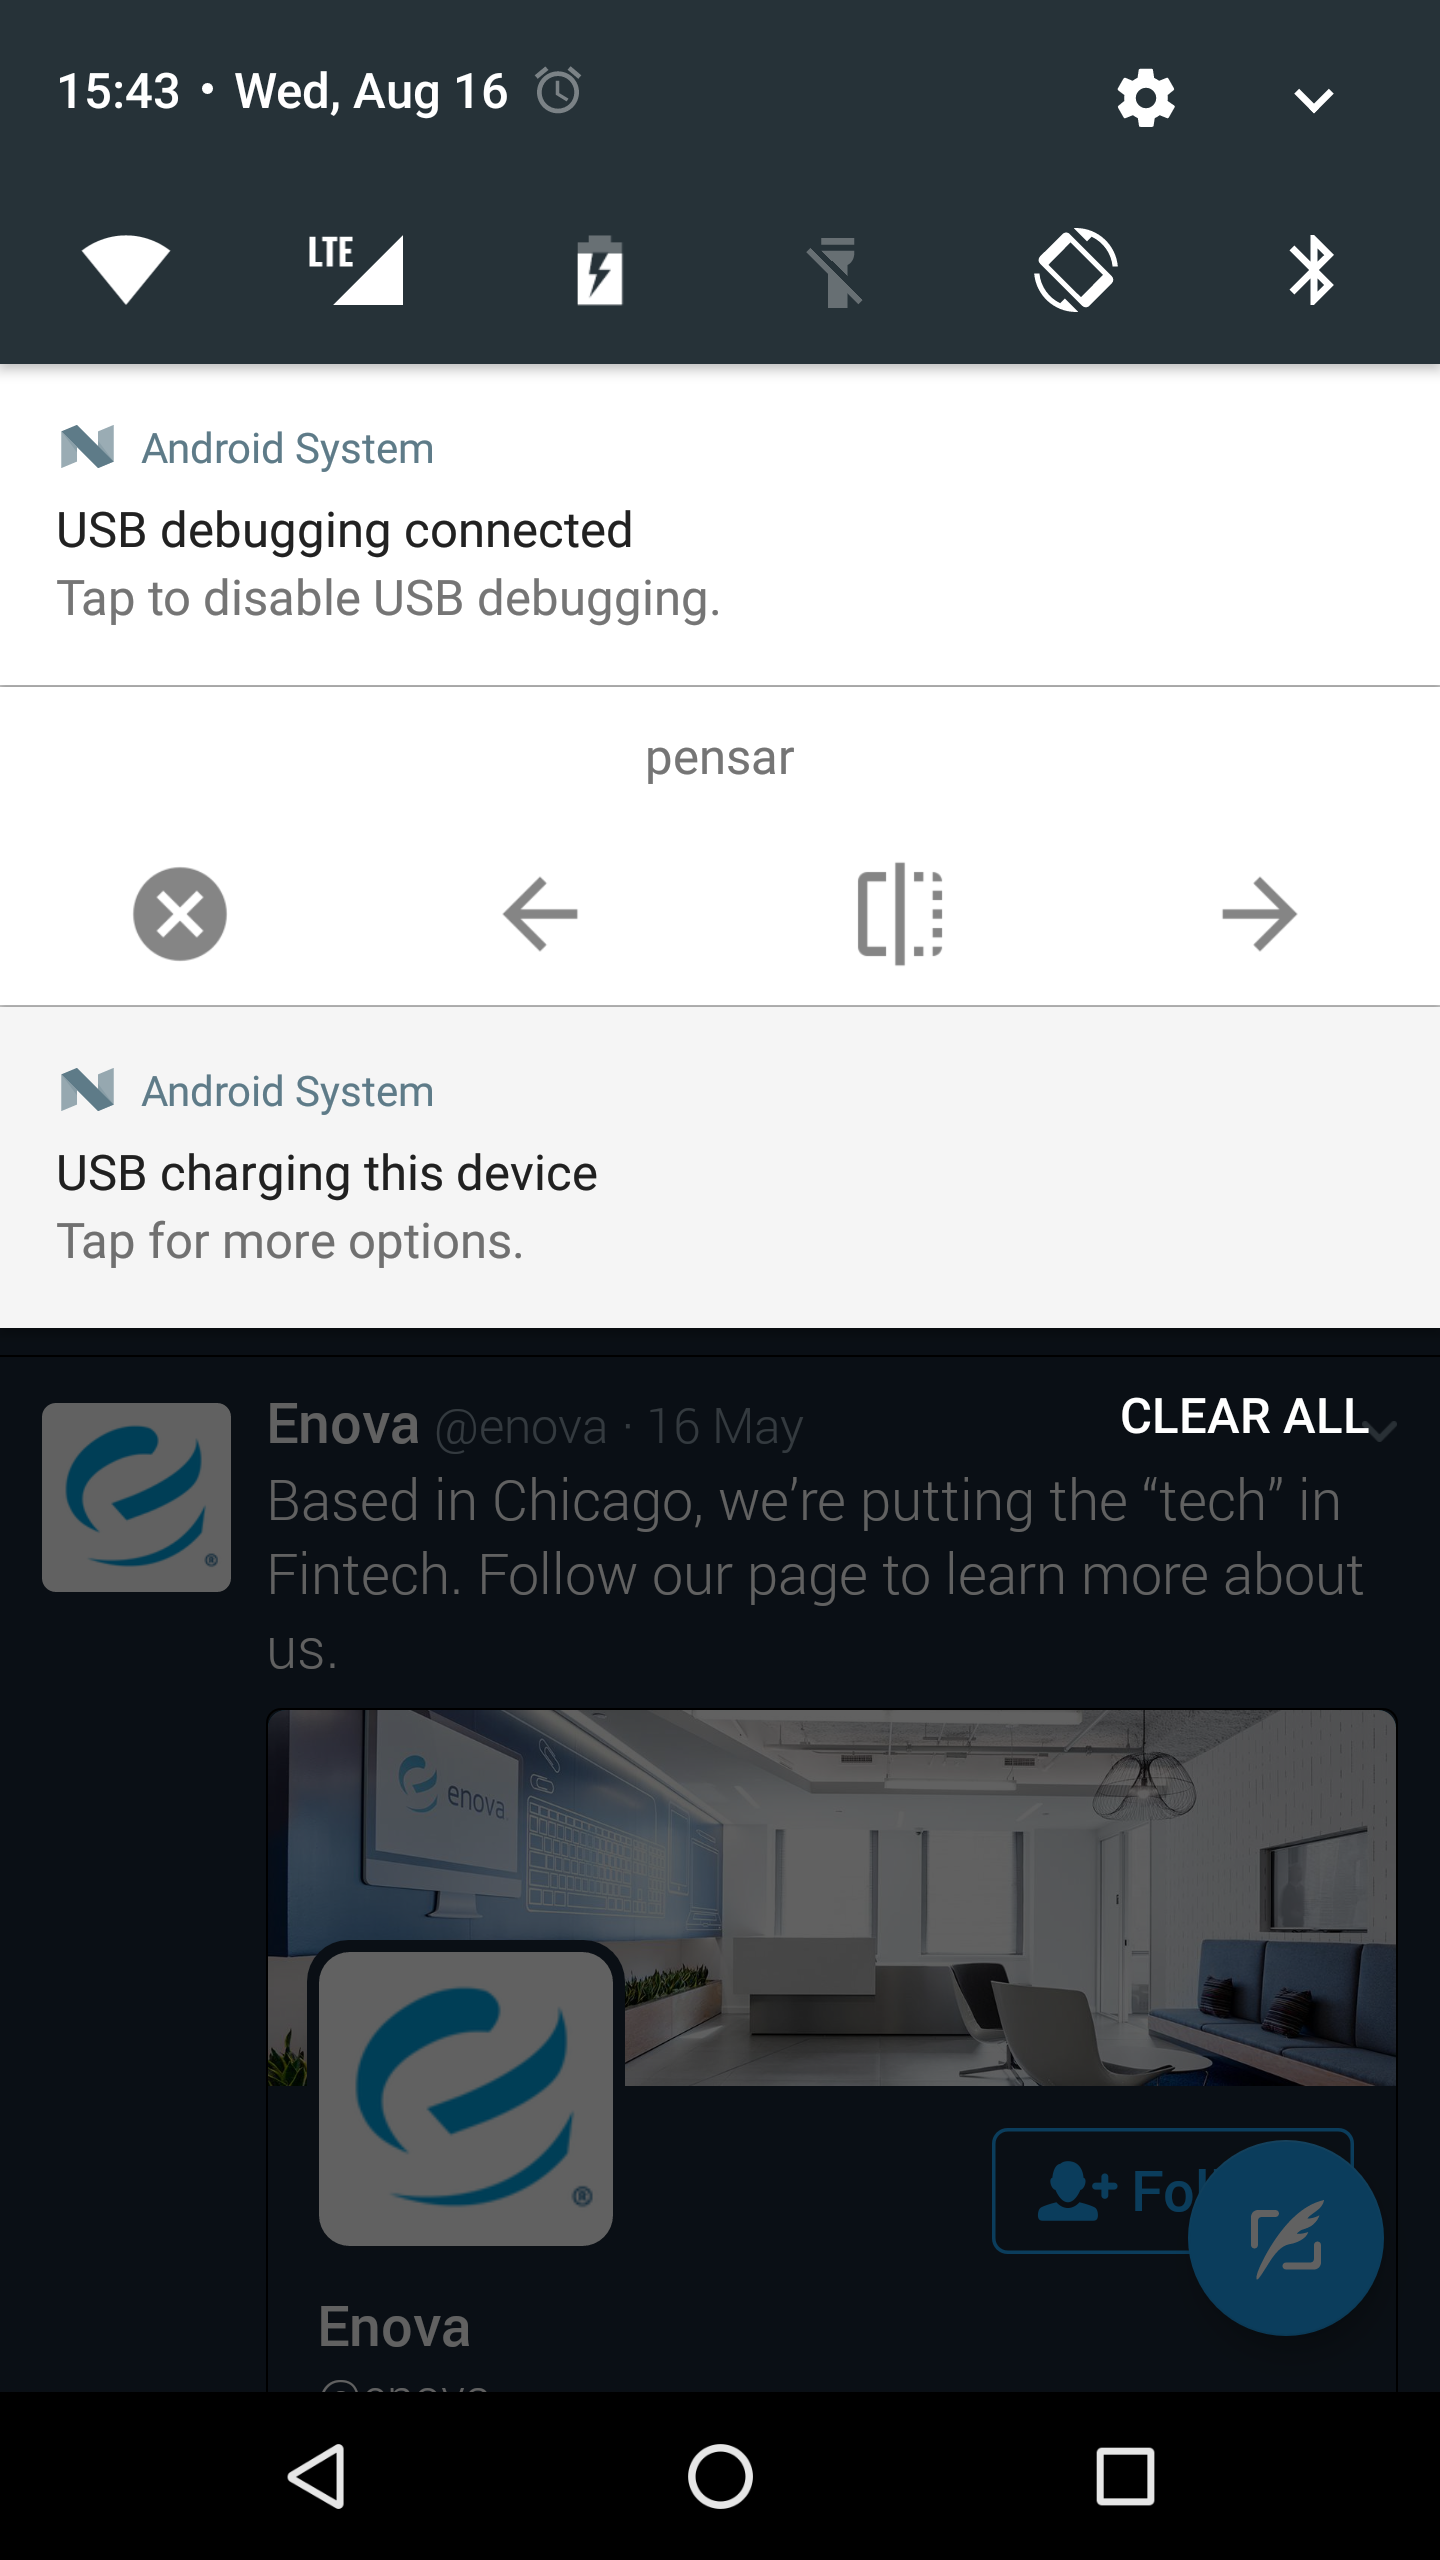 15:43 • Wed, Aug 16
LTE
Android System
USB debugging connected
Tap to disable USB debugging.
pensar
Android System
USB charging this device
Tap for more options.
Enova @enova · 16 May
CLEAR ALL
Based in Chicago, we’re putting the “tech” in
Fintech. Follow our page to learn more about
us.
enova
Fol
Enova
@enova